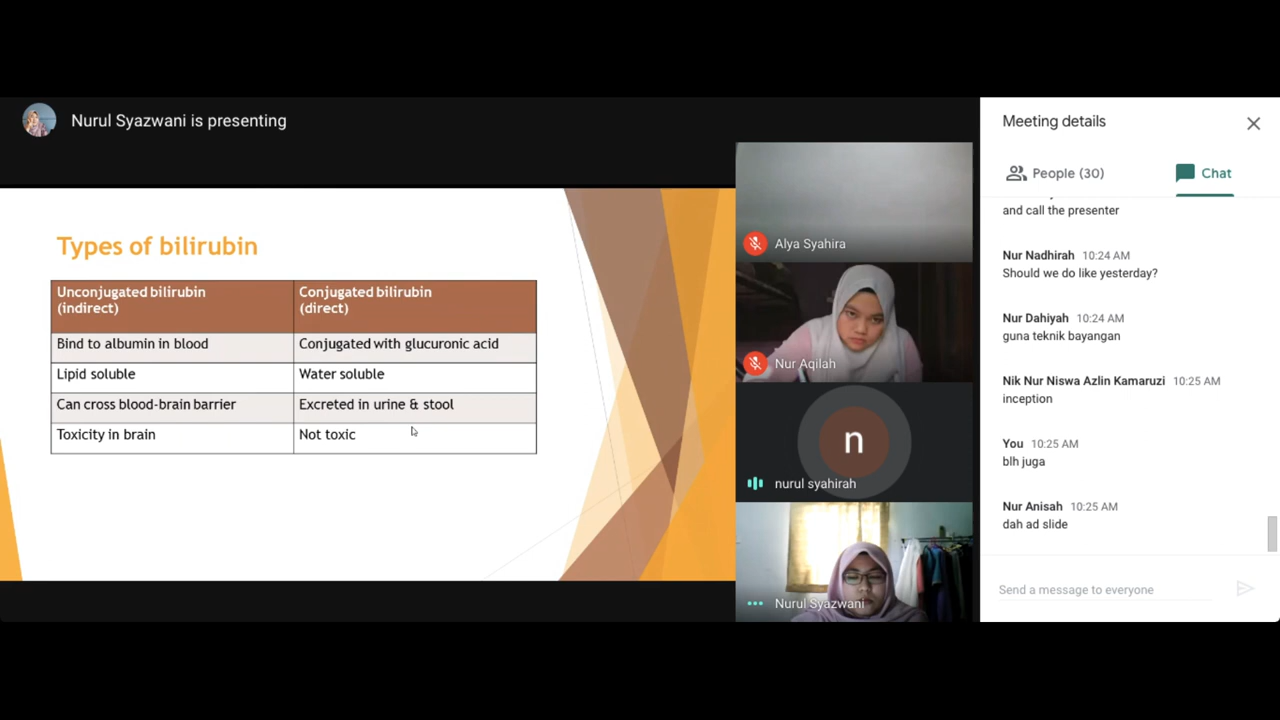 Nurul Syazwani is presenting
Types of bilirubin
Unconjugated bilirubin
(indirect)
Conjugated bilirubin
(direct)
Bind to albumin in blood
Conjugated with glucuronic acid
Lipid soluble
Water soluble
Can cross blood-brain barrier
Excreted in urine & stool
Toxicity in brain
Not toxic
Alya Syahira
Nur Aqilah
n
nurul syahirah
Nurul Syazwani
Meeting details
People (30)
Chat
and call the presenter
Nur Nadhirah 10:24 AM
Should we do like yesterday?
Nur Dahiyah 10:24 AM
guna teknik bayangan
Nik Nur Niswa Azlin Kamaruzi 10:25 AM
inception
You 10:25 AM
blh juga
Nur Anisah 10:25 AM
dah ad slide
Send a message to everyone